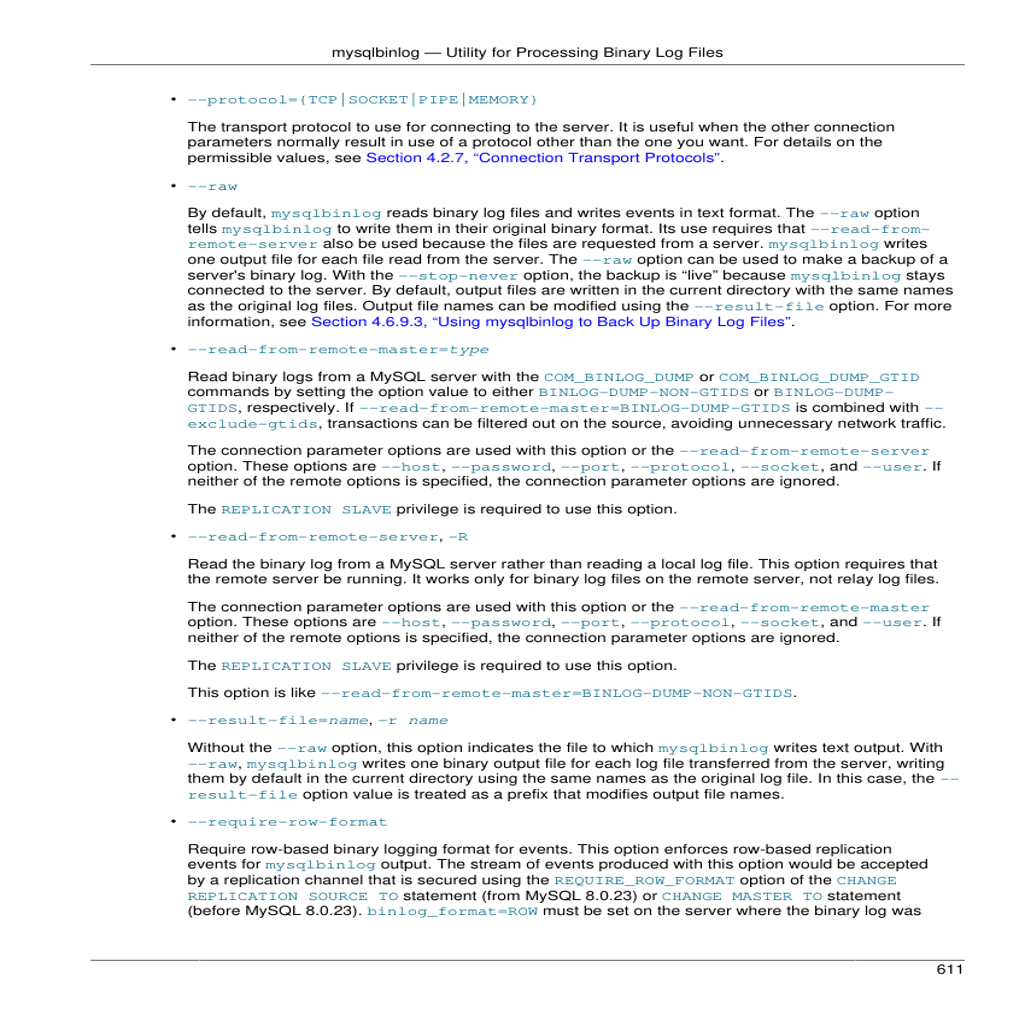 mysqlbinlog — Utility for Processing Binary Log Files
• --protocol={TCP|SOCKET|PIPE|MEMORY}
The transport protocol to use for connecting to the server. It is useful when the other connection
parameters normally result in use of a protocol other than the one you want. For details on the
permissible values, see Section 4.2.7, “Connection Transport Protocols”.
• --raw
By default, mysqlbinlog reads binary log files and writes events in text format. The --raw option
tells mysqlbinlog to write them in their original binary format. Its use requires that --read-from-
remote-server also be used because the files are requested from a server. mysqlbinlog writes
one output file for each file read from the server. The --raw option can be used to make a backup of a
server's binary log. With the --stop-never option, the backup is “live” because mysqlbinlog stays
connected to the server. By default, output files are written in the current directory with the same names
as the original log files. Output file names can be modified using the --result-file option. For more
information, see Section 4.6.9.3, “Using mysqlbinlog to Back Up Binary Log Files”.
• --read-from-remote-master=type
Read binary logs from a MySQL server with the COM_BINLOG_DUMP or COM_BINLOG_DUMP_GTID
commands by setting the option value to either BINLOG-DUMP-NON-GTIDS or BINLOG-DUMP-
GTIDS, respectively. If --read-from-remote-master=BINLOG-DUMP-GTIDS is combined with --
exclude-gtids, transactions can be filtered out on the source, avoiding unnecessary network traffic.
The connection parameter options are used with this option or the --read-from-remote-server
option. These options are --host, --password, --port, --protocol, --socket, and --user. If
neither of the remote options is specified, the connection parameter options are ignored.
The REPLICATION SLAVE privilege is required to use this option.
• --read-from-remote-server, -R
Read the binary log from a MySQL server rather than reading a local log file. This option requires that
the remote server be running. It works only for binary log files on the remote server, not relay log files.
The connection parameter options are used with this option or the --read-from-remote-master
option. These options are --host, --password, --port, --protocol, --socket, and --user. If
neither of the remote options is specified, the connection parameter options are ignored.
The REPLICATION SLAVE privilege is required to use this option.
This option is like --read-from-remote-master=BINLOG-DUMP-NON-GTIDS.
• --result-file=name, -r name
Without the --raw option, this option indicates the file to which mysqlbinlog writes text output. With
--raw, mysqlbinlog writes one binary output file for each log file transferred from the server, writing
them by default in the current directory using the same names as the original log file. In this case, the --
result-file option value is treated as a prefix that modifies output file names.
• --require-row-format
Require row-based binary logging format for events. This option enforces row-based replication
events for mysqlbinlog output. The stream of events produced with this option would be accepted
by a replication channel that is secured using the REQUIRE_ROW_FORMAT option of the CHANGE
REPLICATION SOURCE TO statement (from MySQL 8.0.23) or CHANGE MASTER TO statement
(before MySQL 8.0.23). binlog_format=ROW must be set on the server where the binary log was
611